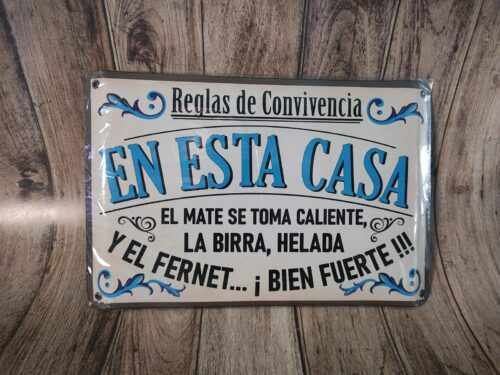 Reglas de Convivencia
EN ESTA CASA
EL MATE SE TOMA CALIENTE,
LA BIRRA, HELADA
Y EL FERNET... ¡ BIEN FUERTE !!!